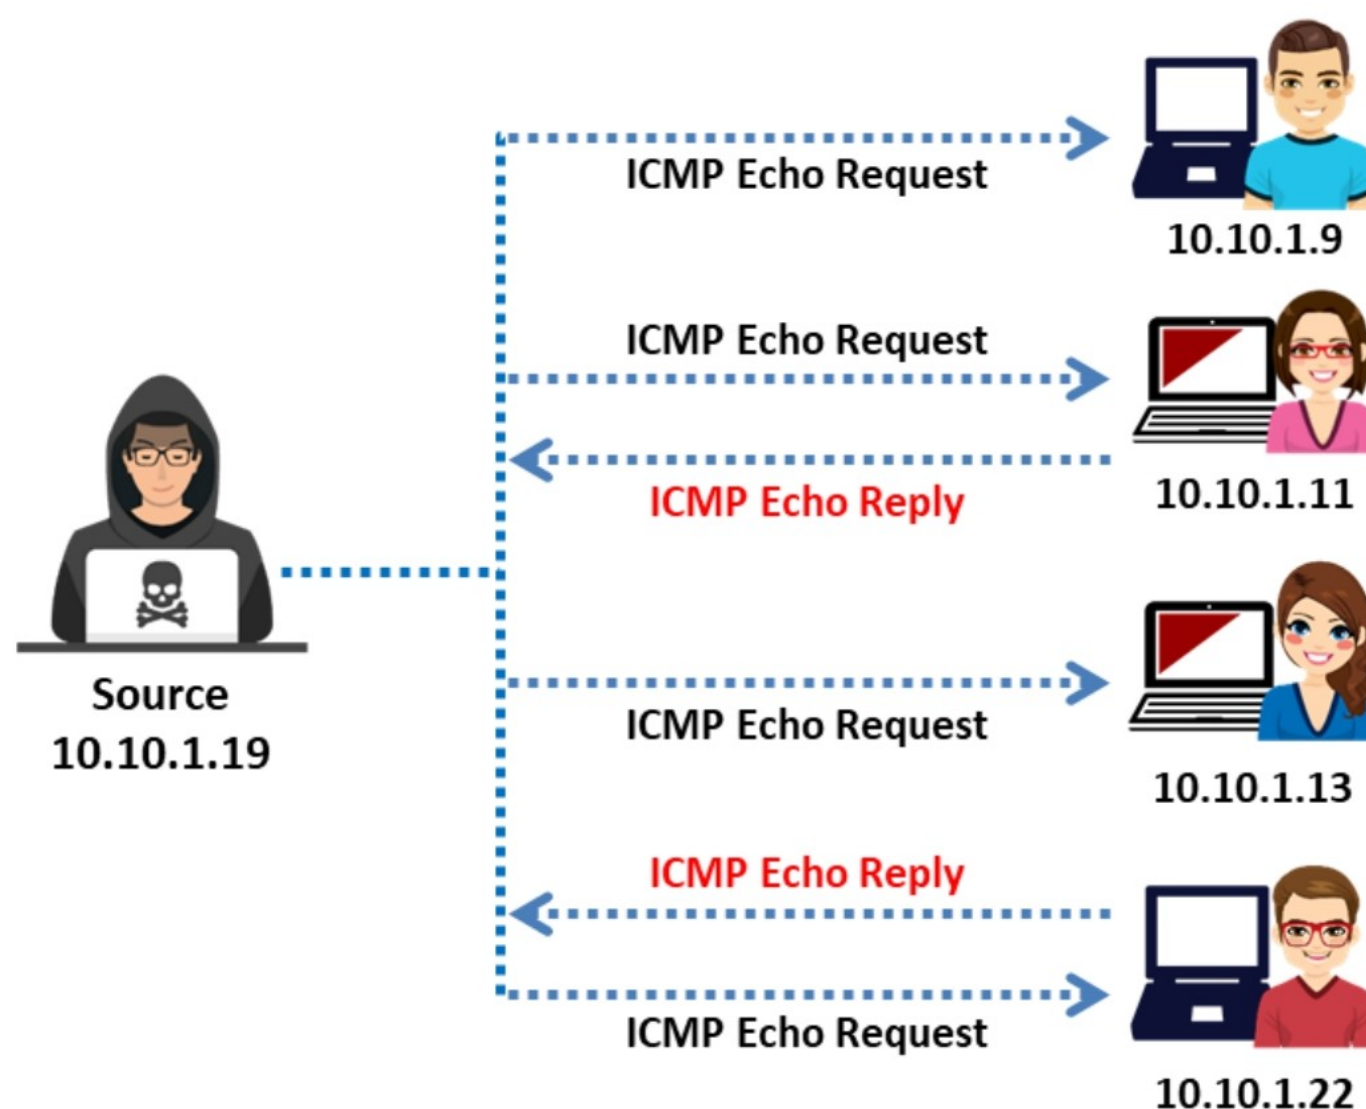 ICMP Echo Request
10.10.1.9
ICMP Echo Request
ICMP Echo Reply
10.10.1.11
Source
10.10.1.19
ICMP Echo Request
10.10.1.13
ICMP Echo Reply
ICMP Echo Request
10.10.1.22